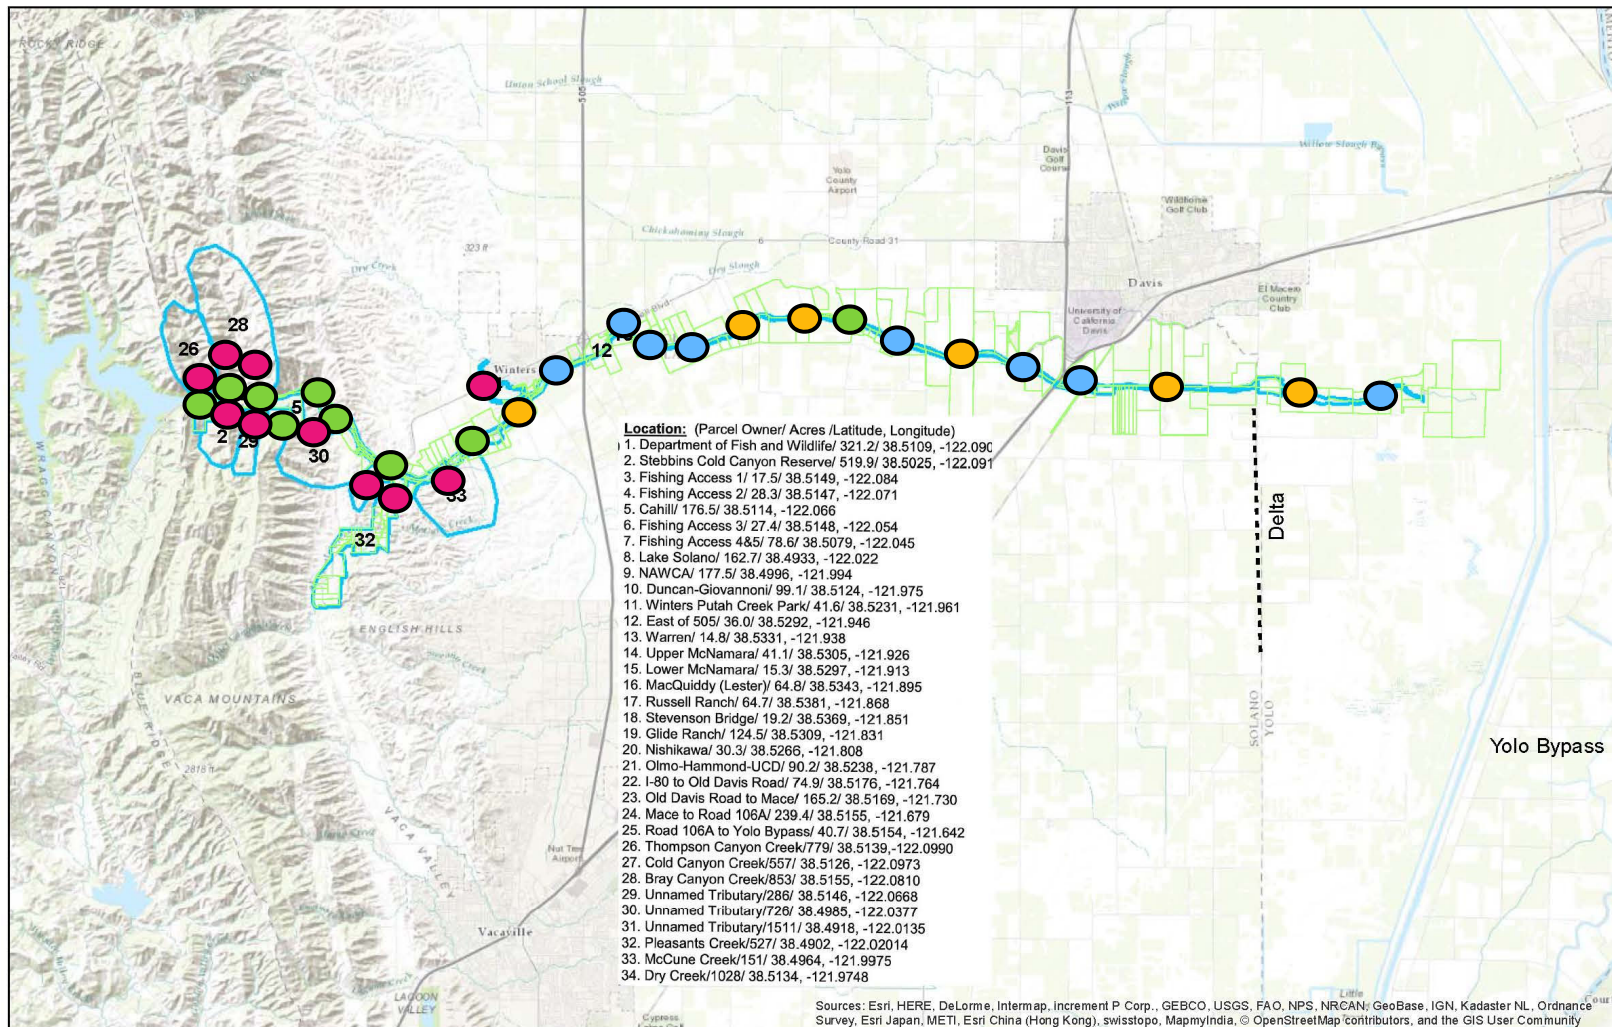 ROCKY RIDGE
Union School Slough
505
113
Willow Slough
Willow Slough Byp
Davis
Golf
Course
Yolo
County
Airport
Wildhorse
Golf Club
Chickahominy Slough
6
County Road 31
323 ft
Dry Creek
Dry Slough
Davis
El Macero
Country
Club
University of
California
Davis
28
26
12
Winters
5
2
29
30
33
32
Delta
Location: (Parcel Owner/ Acres /Latitude, Longitude)
1. Department of Fish and Wildlife/ 321.2/ 38.5109, -122.090
2. Stebbins Cold Canyon Reserve/ 519.9/ 38.5025, -122.091
3. Fishing Access 1/ 17.5/ 38.5149, -122.084
4. Fishing Access 2/ 28.3/ 38.5147, -122.071
5. Cahill/ 176.5/ 38.5114, -122.066
6. Fishing Access 3/ 27.4/ 38.5148, -122.054
7. Fishing Access 4&5/ 78.6/ 38.5079, -122.045
8. Lake Solano/ 162.7/ 38.4933, -122.022
9. NAWCA/ 177.5/ 38.4996, -121.994
10. Duncan-Giovannoni/ 99.1/ 38.5124, -121.975
11. Winters Putah Creek Park/ 41.6/ 38.5231, -121.961
12. East of 505/ 36.0/ 38.5292, -121.946
13. Warren/ 14.8/ 38.5331, -121.938
14. Upper McNamara/ 41.1/ 38.5305, -121.926
15. Lower McNamara/ 15.3/ 38.5297, -121.913
16. MacQuiddy (Lester)/ 64.8/ 38.5343, -121.895
17. Russell Ranch/ 64.7/ 38.5381, -121.868
18. Stevenson Bridge/ 19.2/ 38.5369, -121.851
19. Glide Ranch/ 124.5/ 38.5309, -121.831
20. Nishikawa/ 30.3/ 38.5266, -121.808
21. Olmo-Hammond-UCD/ 90.2/ 38.5238, -121.787
22. I-80 to Old Davis Road/ 74.9/ 38.5176, -121.764
23. Old Davis Road to Mace/ 165.2/ 38.5169, -121.730
24. Mace to Road 106A/ 239.4/ 38.5155, -121.679
25. Road 106A to Yolo Bypass/ 40.7/ 38.5154, -121.642
26. Thompson Canyon Creek/779/ 38.5139,-122.0990
27. Cold Canyon Creek/557/ 38.5126, -122.0973
28. Bray Canyon Creek/853/ 38.5155, -122.0810
29. Unnamed Tributary/286/ 38.5146, -122.0668
30. Unnamed Tributary/726/ 38.4985, -122.0377
31. Unnamed Tributary/1511/ 38.4918, -122.0135
32. Pleasants Creek/527/ 38.4902, -122.02014
33. McCune Creek/151/ 38.4964, -121.9975
34. Dry Creek/1028/ 38.5134, -121.9748
ENGLISH HILLS
VACA MOUNTAINS
BLUE RIDGE
2818 ft
VACA VALLEY
SOLANO
YOLO
Yolo Bypass
Nut Tree
Airport
Vacaville
LAGOON
VALLEY
Cypress
Little
Sources: Esri, HERE, DeLorme, Intermap, increment P Corp., GEBCO, USGS, FAO, NPS, NRCAN, GeoBase, IGN, Kadaster NL, Ordnance
Survey, Esri Japan, METI, Esri China (Hong Kong), swisstopo, MapmyIndia, © OpenStreetMap contributors, and the GIS User Community